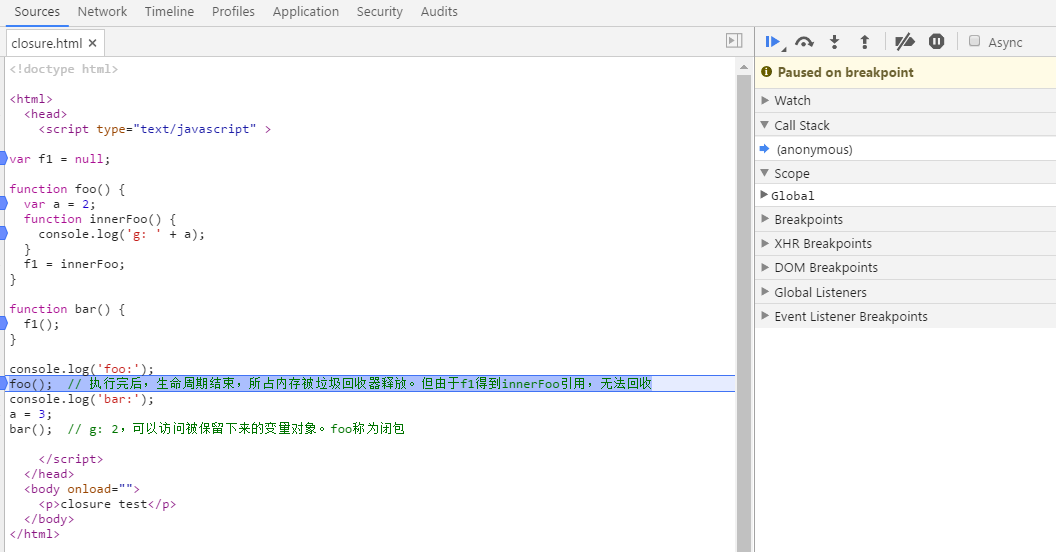 Sources Network Timeline Profiles Application Security Audits
closure.html ×
<!doctype html>
<html>
  <head>
    <script type="text/javascript" >
var f1 = null;
function foo() {
  var a = 2;
  function innerFoo() {
    console.log('g: ' + a);
  }
  f1 = innerFoo;
}
function bar() {
  f1();
}
console.log('foo:');
foo();  // 执行完后，生命周期结束，所占内存被垃圾回收器释放。但由于f1得到innerFoo引用，无法回收
console.log('bar:');
a = 3;
bar();  // g: 2，可以访问被保留下来的变量对象。foo称为闭包
    </script>
  </head>
  <body onload="">
    <p>closure test</p>
  </body>
</html>
Async
Paused on breakpoint
Watch
Call Stack
(anonymous)
Scope
Global
Breakpoints
XHR Breakpoints
DOM Breakpoints
Global Listeners
Event Listener Breakpoints